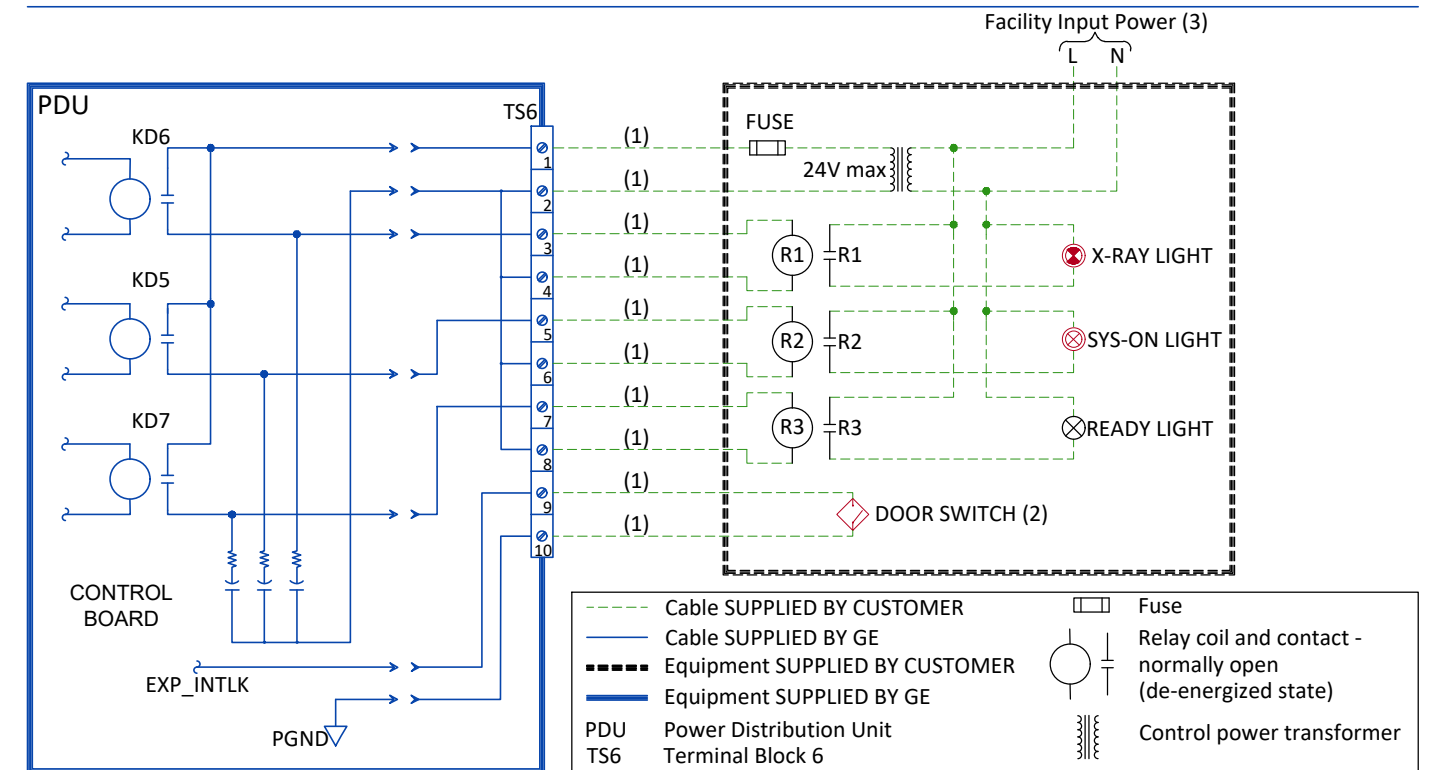 Facility Input Power (3)
L N
PDU
TS6
KD6
FUSE
(1)
1
24V max
(1)
2
(1)
3
R1
R1
X-RAY LIGHT
(1)
4
KD5
(1)
5
R2
R2
SYS-ON LIGHT
(1)
6
(1)
7
KD7
R3
R3
READY LIGHT
(1)
8
(1)
9
DOOR SWITCH (2)
(1)
10
CONTROL
BOARD
EXP_INTLK
PGND
Cable SUPPLIED BY CUSTOMER
Cable SUPPLIED BY GE
Equipment SUPPLIED BY CUSTOMER
Equipment SUPPLIED BY GE
PDU Power Distribution Unit
TS6 Terminal Block 6
Fuse
Relay coil and contact -
normally open
(de-energized state)
Control power transformer